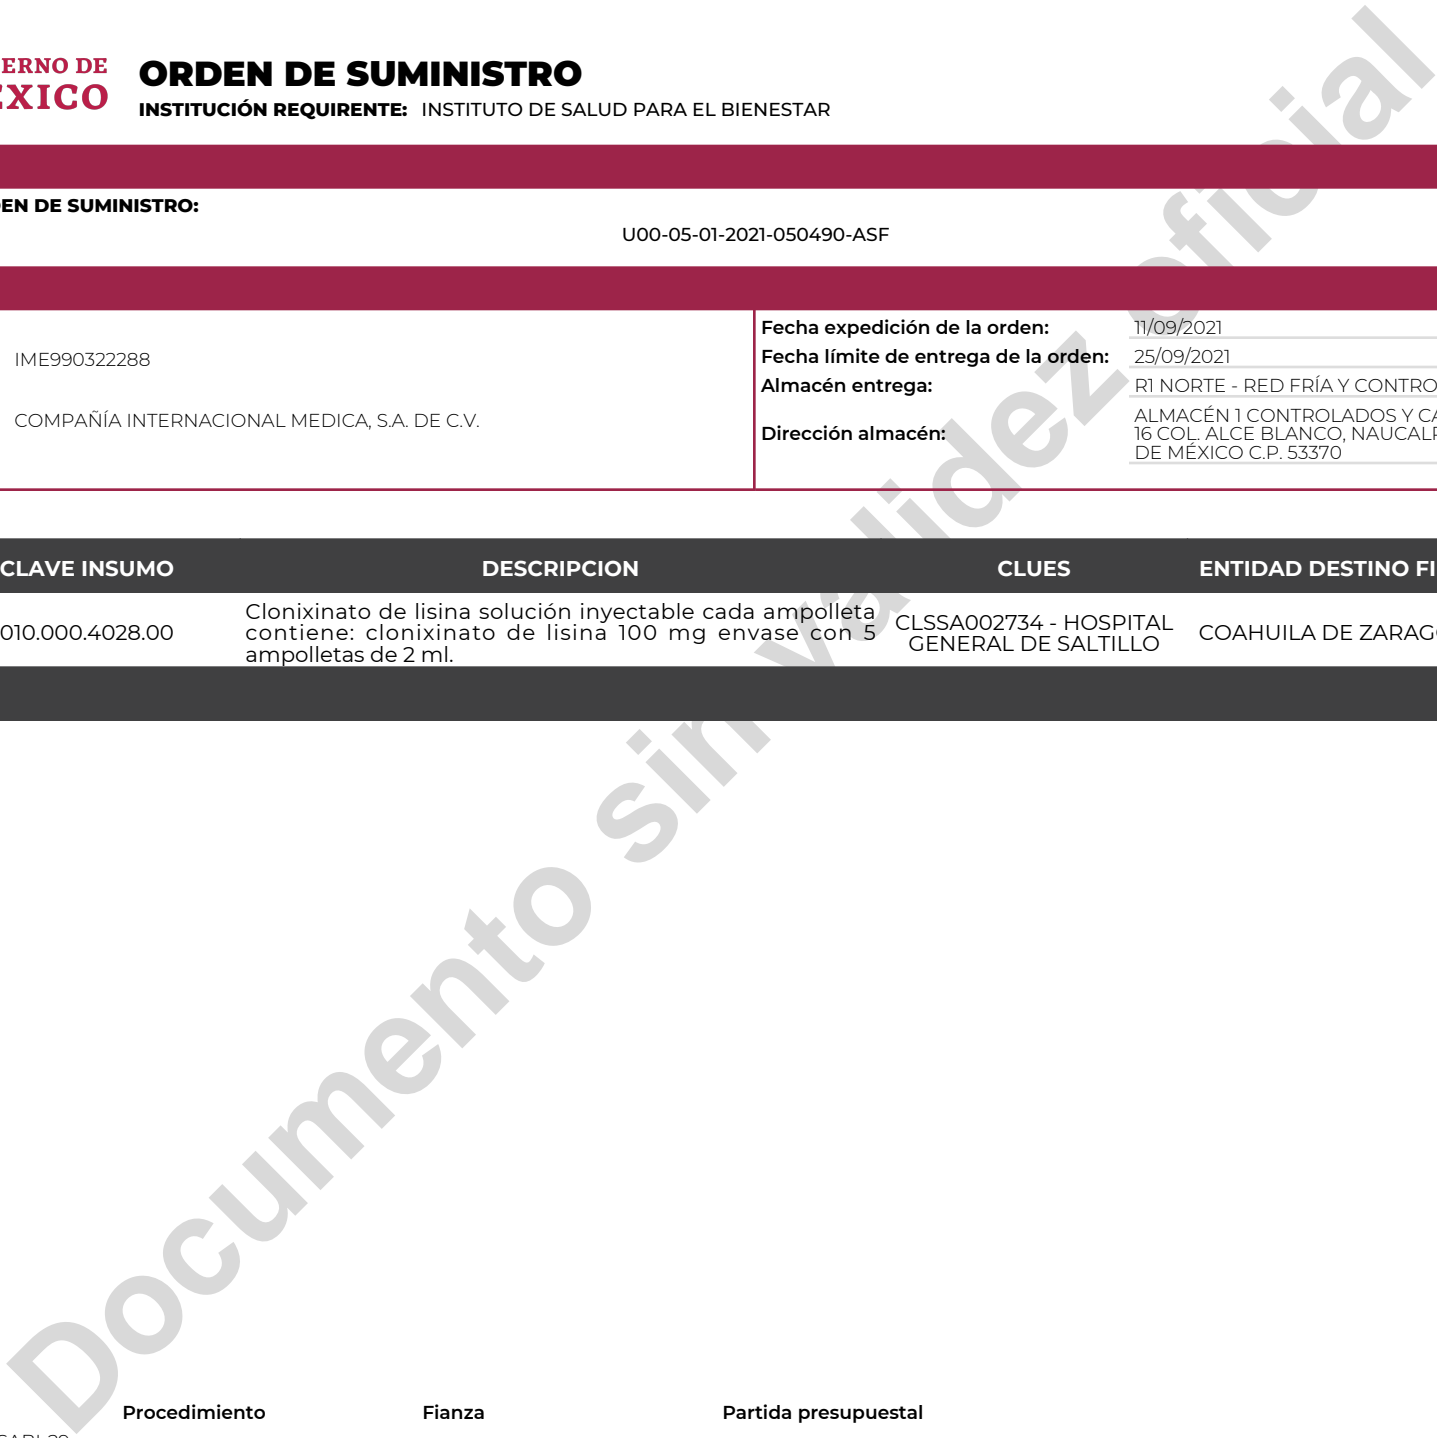 ERNO DE
ÉXICO
ORDEN DE SUMINISTRO
INSTITUCIÓN REQUIRENTE: INSTITUTO DE SALUD PARA EL BIENESTAR
EN DE SUMINISTRO:
U00-05-01-2021-050490-ASF
IME990322288
COMPAÑÍA INTERNACIONAL MEDICA, S.A. DE C.V.
Fecha expedición de la orden: 11/09/2021
Fecha límite de entrega de la orden: 25/09/2021
Almacén entrega: R1 NORTE - RED FRÍA Y CONTRO
Dirección almacén: ALMACÉN 1 CONTROLADOS Y CA
16 COL. ALCE BLANCO, NAUCALP
DE MÉXICO C.P. 53370
CLAVE INSUMO DESCRIPCION CLUES ENTIDAD DESTINO FI
010.000.4028.00
Clonixinato de lisina solución inyectable cada ampolleta
contiene: clonixinato de lisina 100 mg envase con 5
ampolletas de 2 ml.
CLSSA002734 - HOSPITAL
GENERAL DE SALTILLO
COAHUILA DE ZARAG
Documento sin validez oficial
Procedimiento Fianza Partida presupuestal